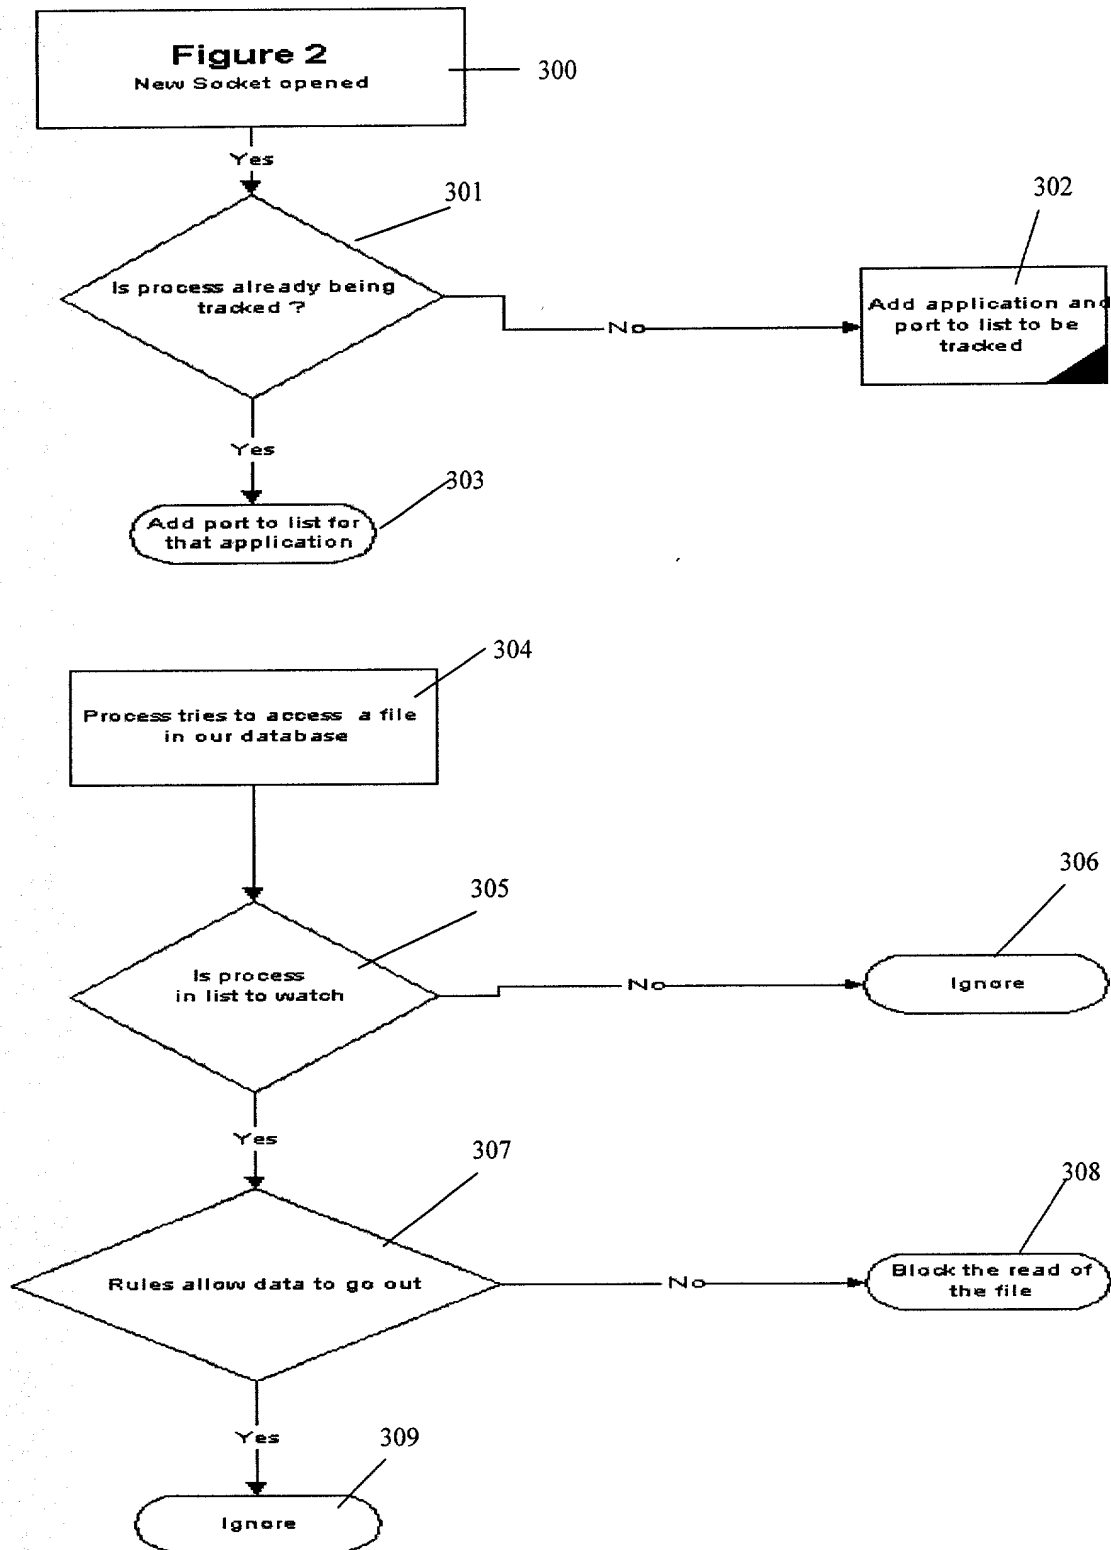 Figure 2
New Socket opened
300
Yes
301
302
Is process already being
tracked ?
No
Add application and
port to list to be
tracked
Yes
303
Add port to list for
that application
304
Process tries to access a file
in our database
305
306
Is process
in list to watch
No
Ignore
Yes
307
308
Rules allow data to go out
No
Block the read of
the file
Yes
309
Ignore